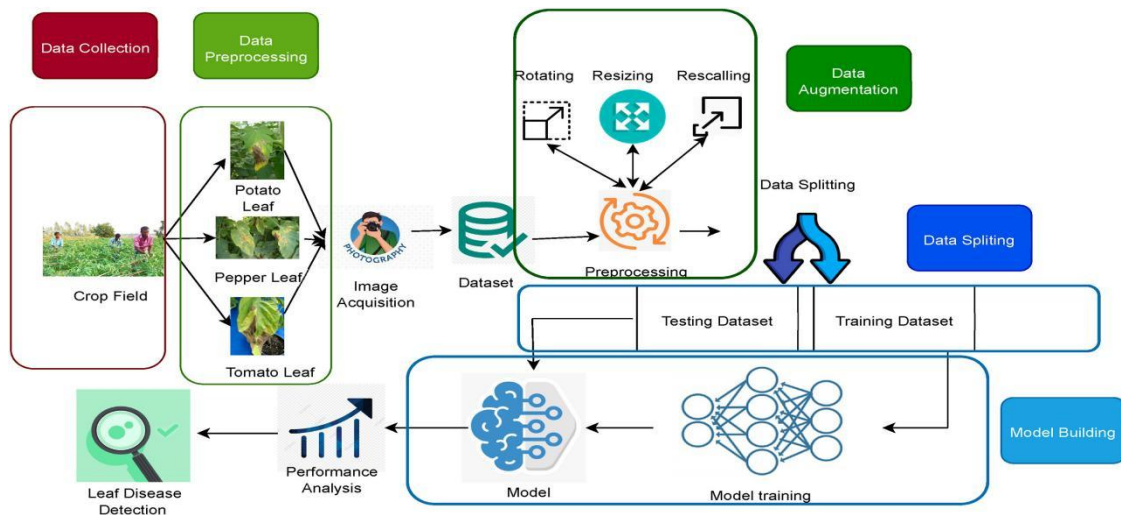 Data Collection
Data
Preprocessing
Rotating
Resizing
Rescalling
Data
Augmentation
Potato
Leaf
Pepper Leaf
Tomato Leaf
Crop Field
PHOTOGRAPHY
Image
Acquisition
Dataset
Preprocessing
Data Splitting
Data Spliting
Testing Dataset
Training Dataset
Model Building
Model training
Model
Performance
Analysis
Leaf Disease
Detection